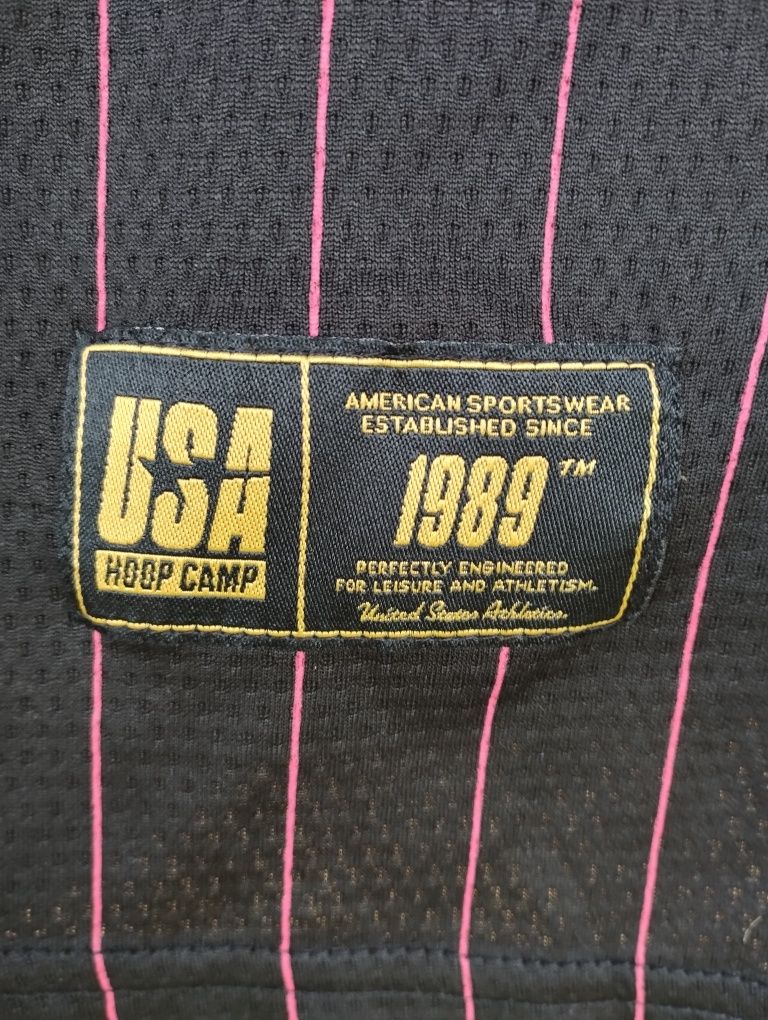 USA
HOOP CAMP
AMERICAN SPORTSWEAR
ESTABLISHED SINCE
1989™
PERFECTLY ENGINEERED
FOR LEISURE AND ATHLETISM.
United States Athletics.